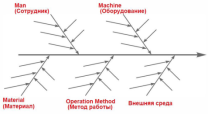 Man
(Сотрудник)
Machine
(Оборудование)
Material
(Материал)
Operation Method
(Метод работы)
Внешняя среда